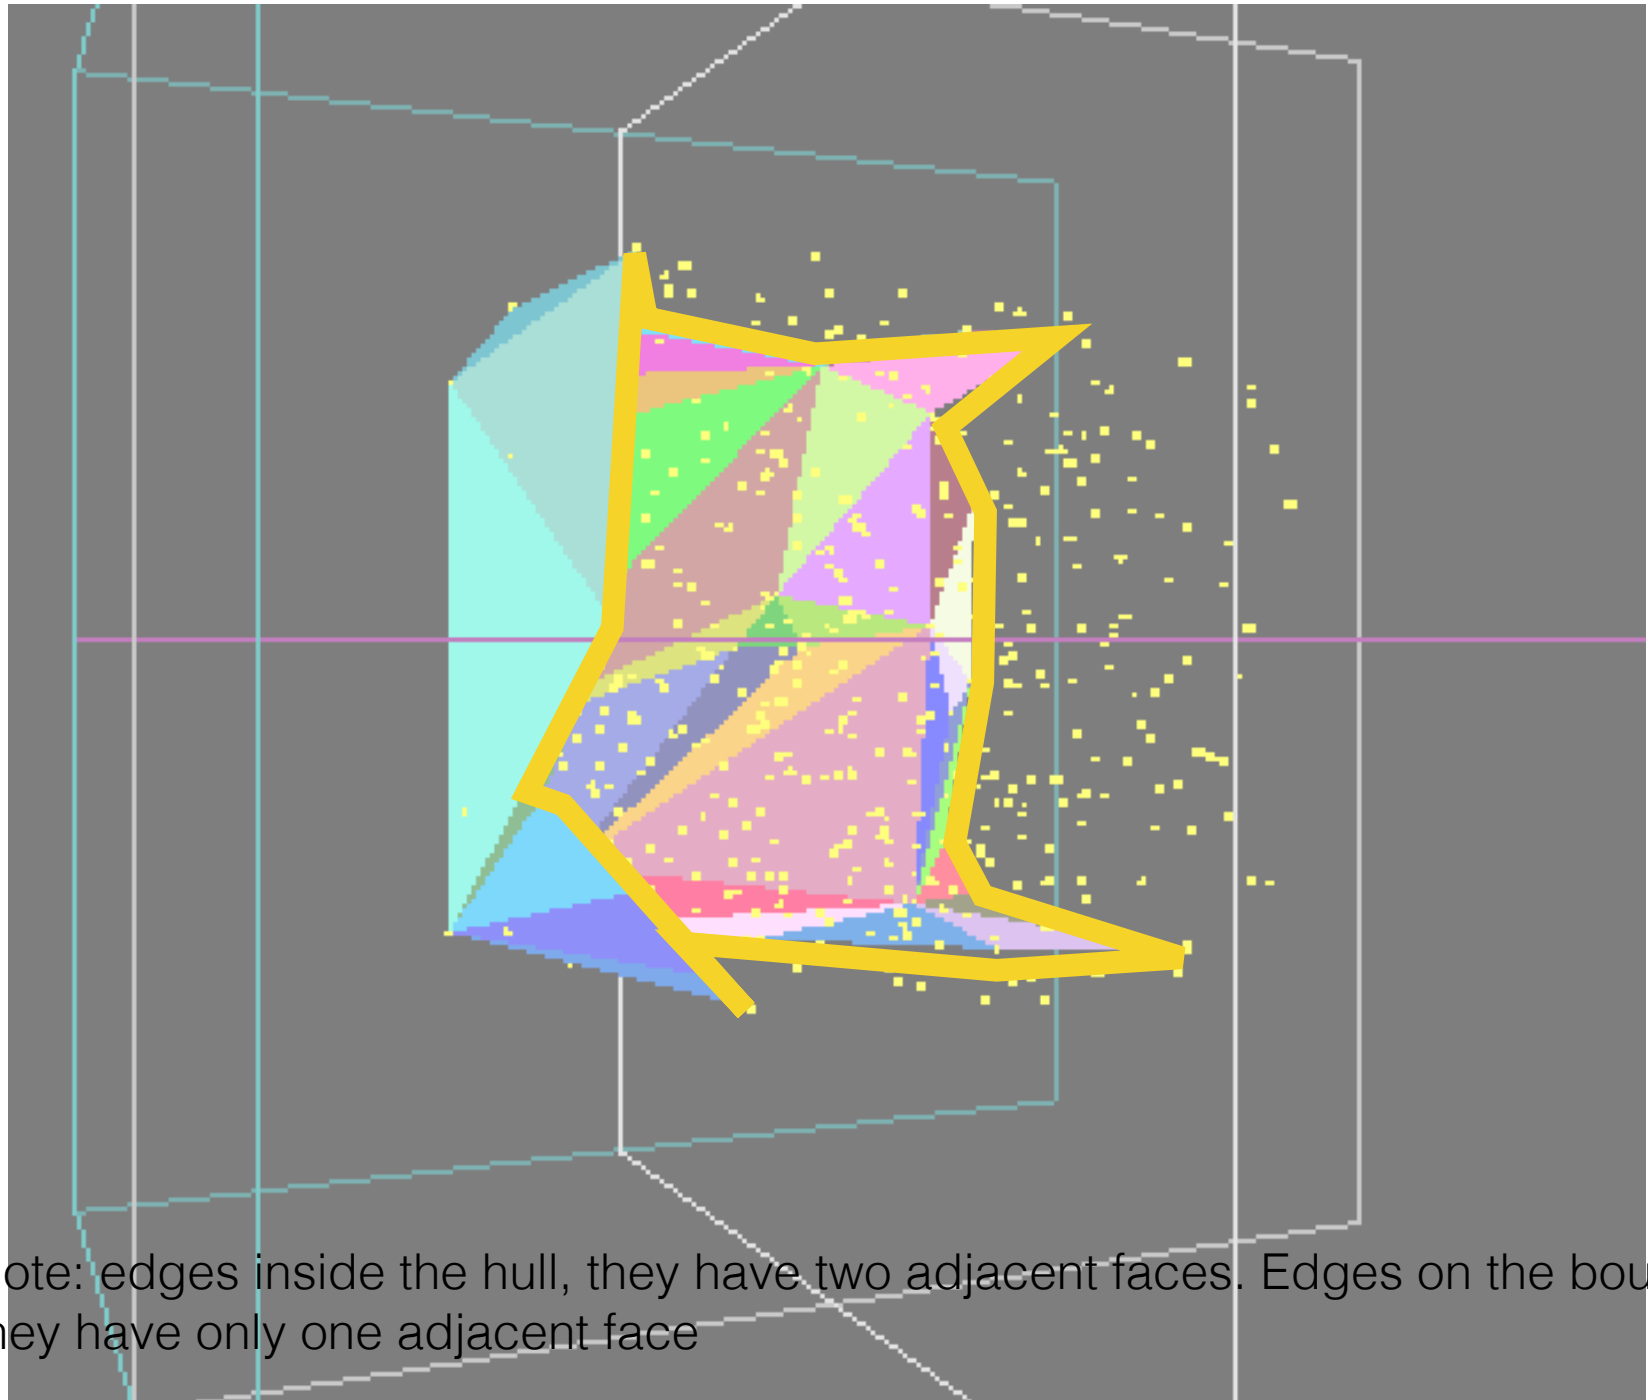 ote: edges inside the hull, they have two adjacent faces. Edges on the bou
hey have only one adjacent face